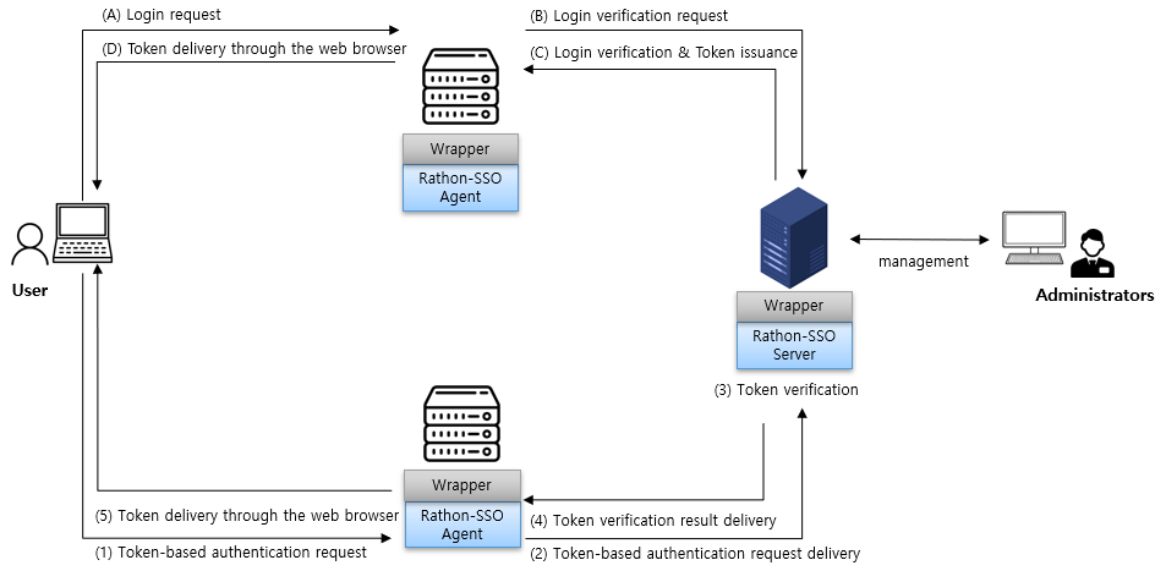 (A) Login request
(B) Login verification request
(D) Token delivery through the web browser
(C) Login verification & Token issuance
Wrapper
Rathon-SSO
Agent
User
management
Administrators
Wrapper
Rathon-SSO
Server
(3) Token verification
Wrapper
Rathon-SSO
Agent
(5) Token delivery through the web browser
(4) Token verification result delivery
(1) Token-based authentication request
(2) Token-based authentication request delivery